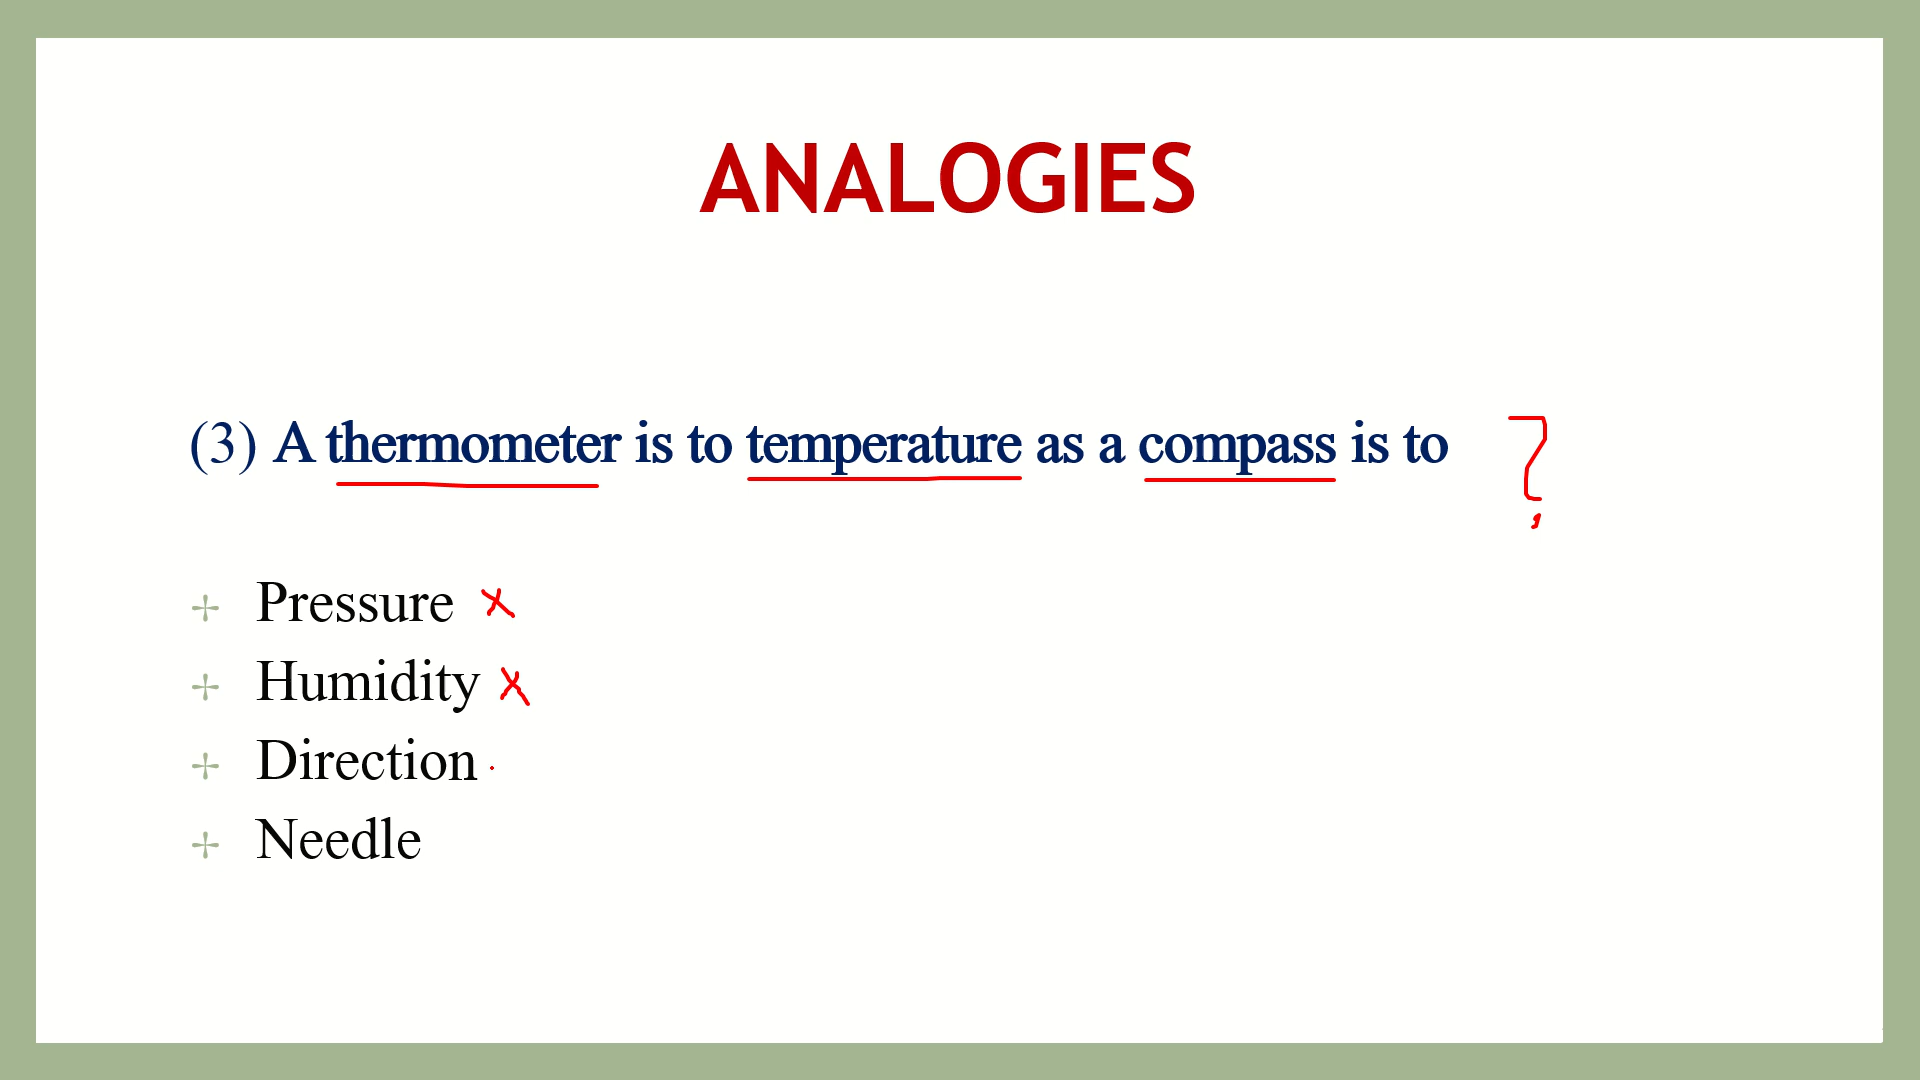 ANALOGIES
(3) A thermometer is to temperature as a compass is to ?
Pressure x
Humidity x
Direction
Needle